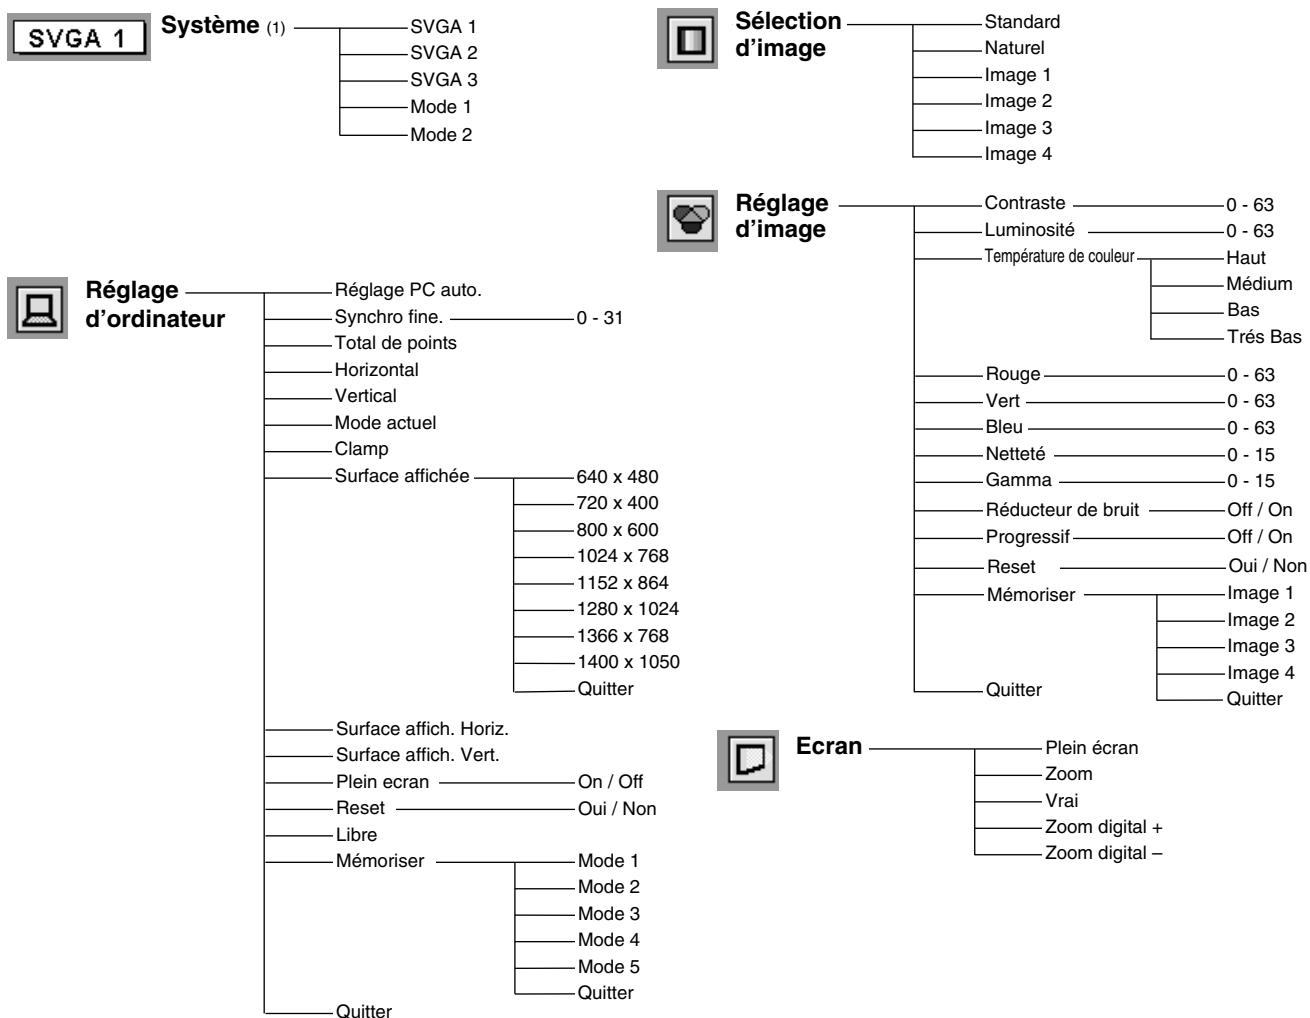 SVGA 1
Système (1)
SVGA 1
SVGA 2
SVGA 3
Mode 1
Mode 2
Réglage
d’ordinateur
Réglage PC auto.
Synchro fine. 0 - 31
Total de points
Horizontal
Vertical
Mode actuel
Clamp
Surface affichée 640 x 480
720 x 400
800 x 600
1024 x 768
1152 x 864
1280 x 1024
1366 x 768
1400 x 1050
Quitter
Surface affich. Horiz.
Surface affich. Vert.
Plein ecran On / Off
Reset Oui / Non
Libre
Mémoriser Mode 1
Mode 2
Mode 3
Mode 4
Mode 5
Quitter
Quitter
Sélection
d’image
Standard
Naturel
Image 1
Image 2
Image 3
Image 4
Réglage
d’image
Contraste 0 - 63
Luminosité 0 - 63
Température de couleur Haut
Médium
Bas
Trés Bas
Rouge 0 - 63
Vert 0 - 63
Bleu 0 - 63
Netteté 0 - 15
Gamma 0 - 15
Réducteur de bruit Off / On
Progressif Off / On
Reset Oui / Non
Mémoriser Image 1
Image 2
Image 3
Image 4
Quitter
Quitter
Ecran
Plein écran
Zoom
Vrai
Zoom digital +
Zoom digital –